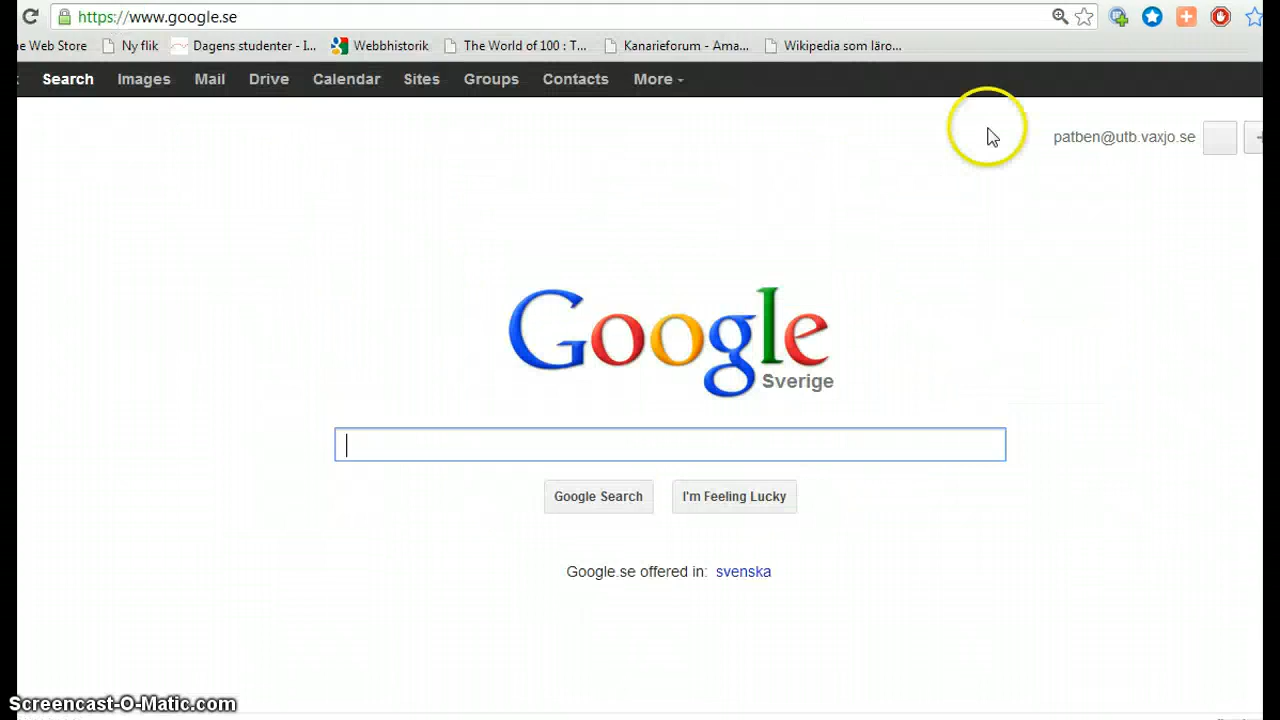 https://www.google.se
he Web Store Ny flik Dagens studenter - I... Webbhistorik The World of 100 : T... Kanarieforum - Ama... Wikipedia som läro...
Search Images Mail Drive Calendar Sites Groups Contacts More
patben@utb.vaxjo.se
Google
Sverige
Google Search I'm Feeling Lucky
Google.se offered in: svenska
Screencast-O-Matic.com